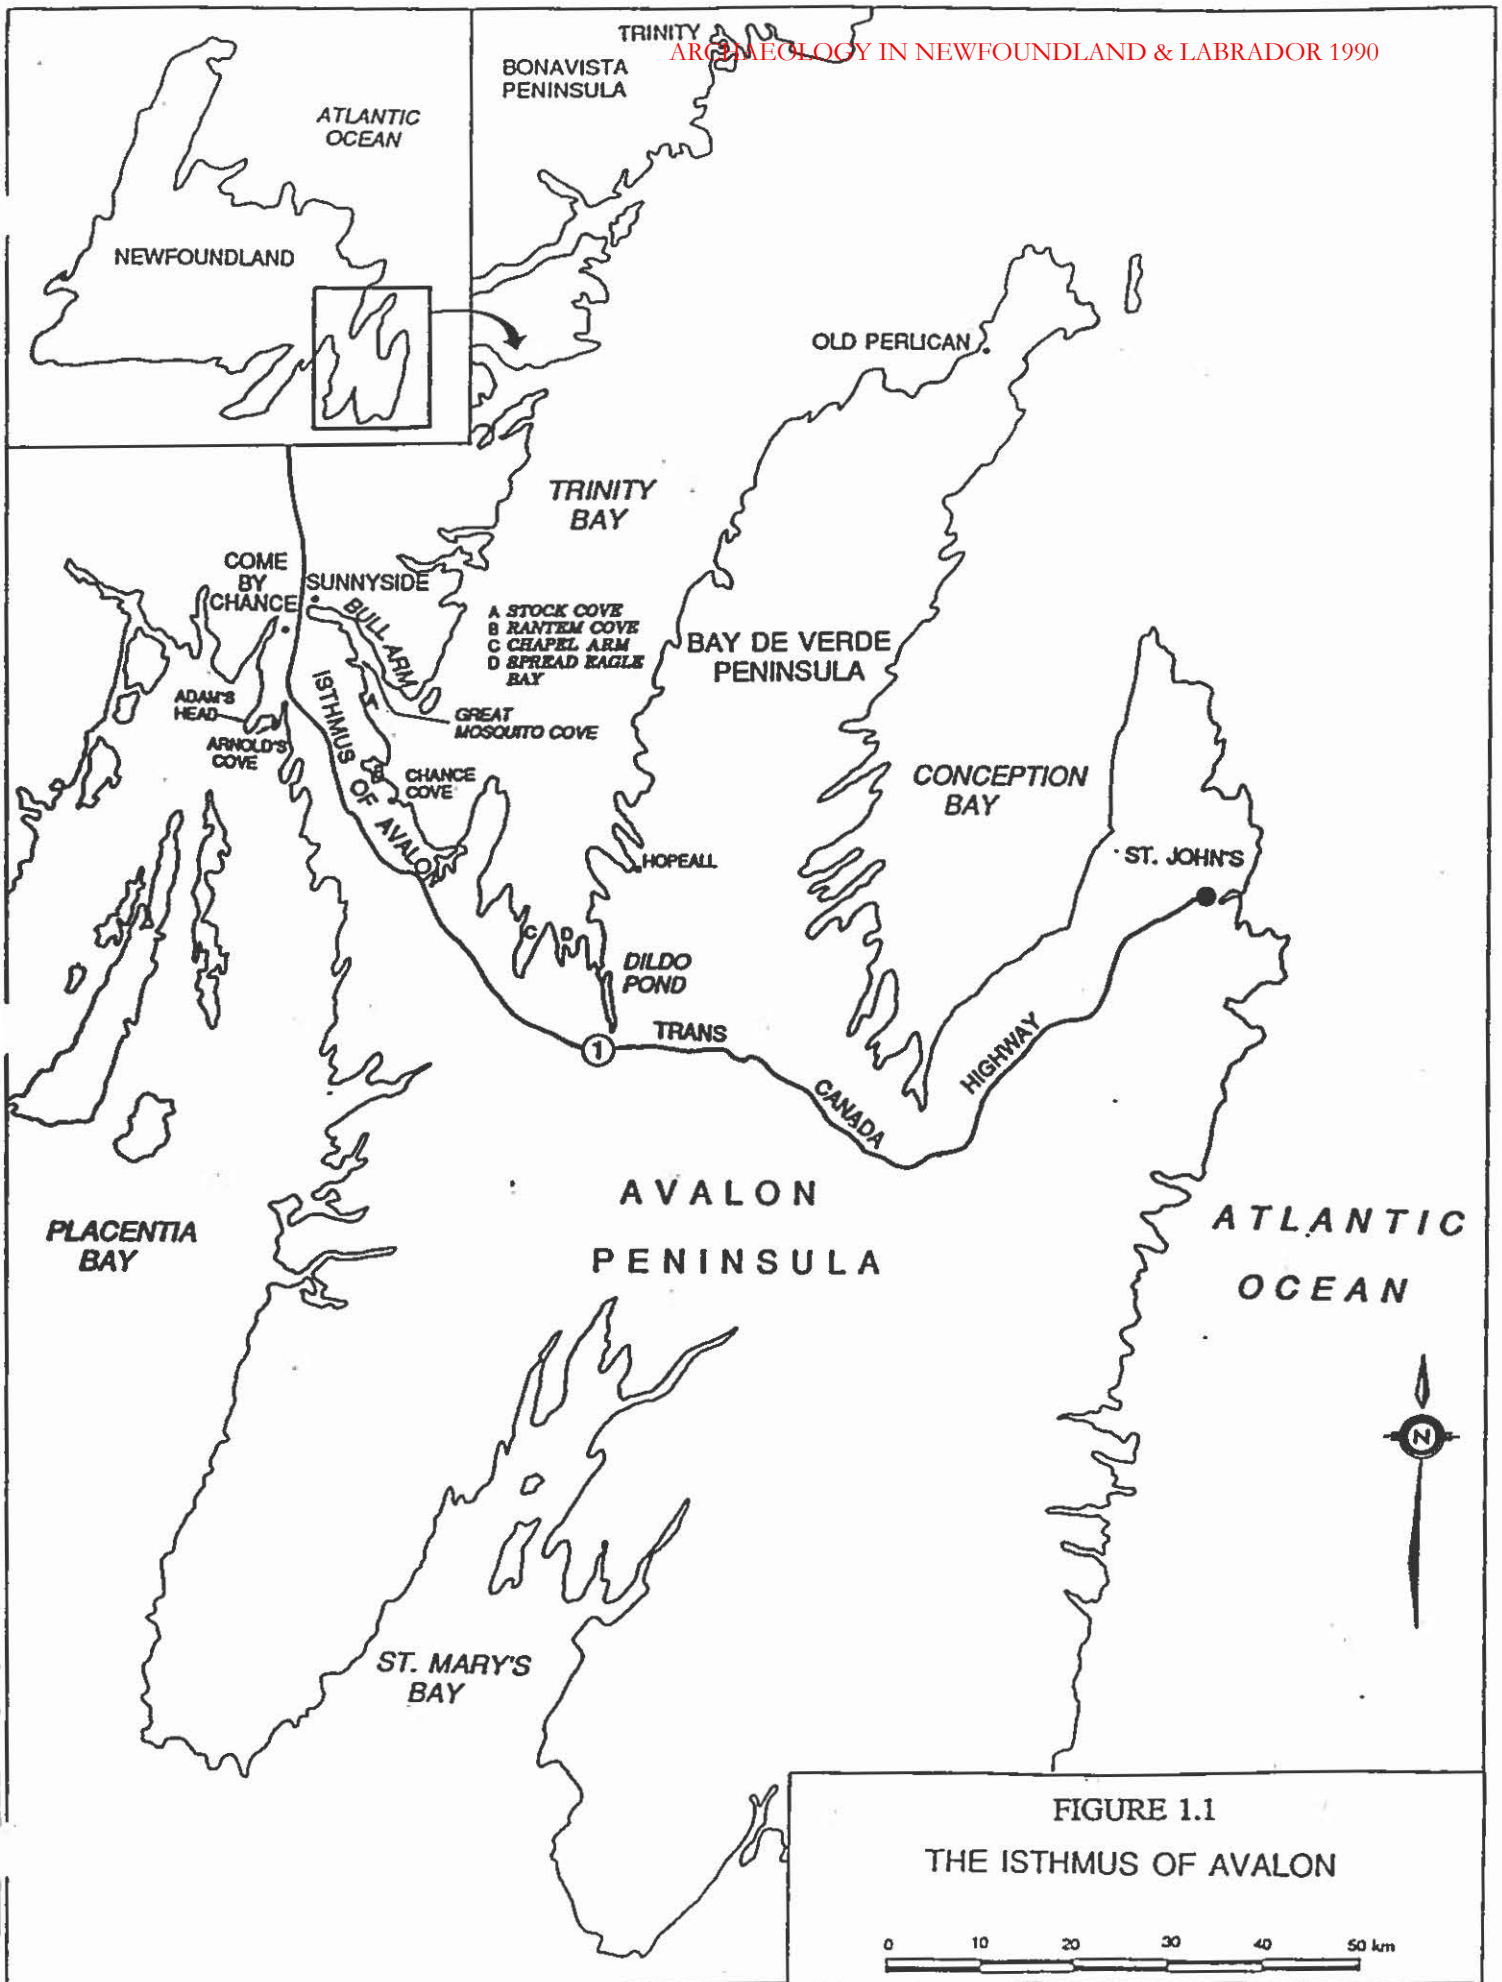 ARCHAEOLOGY IN NEWFOUNDLAND & LABRADOR 1990
TRINITY
BONAVISTA
PENINSULA
ATLANTIC
OCEAN
NEWFOUNDLAND
OLD PERLICAN
TRINITY
BAY
COME
BY
CHANCE
SUNNYSIDE
BULL ARM
A STOCK COVE
B RANTEM COVE
C CHAPEL ARM
D SPREAD EAGLE
BAY
BAY DE VERDE
PENINSULA
ISTHMUS OF AVALON
ADAM'S
HEAD
ARNOLD'S
COVE
A
GREAT
MOSQUITO COVE
B
CHANCE
COVE
CONCEPTION
BAY
HOPEALL
ST. JOHN'S
C
D
DILDO
POND
1
TRANS
CANADA
HIGHWAY
AVALON
PENINSULA
PLACENTIA
BAY
ATLANTIC
OCEAN
N
ST. MARY'S
BAY
FIGURE 1.1
THE ISTHMUS OF AVALON
0 10 20 30 40 50 km